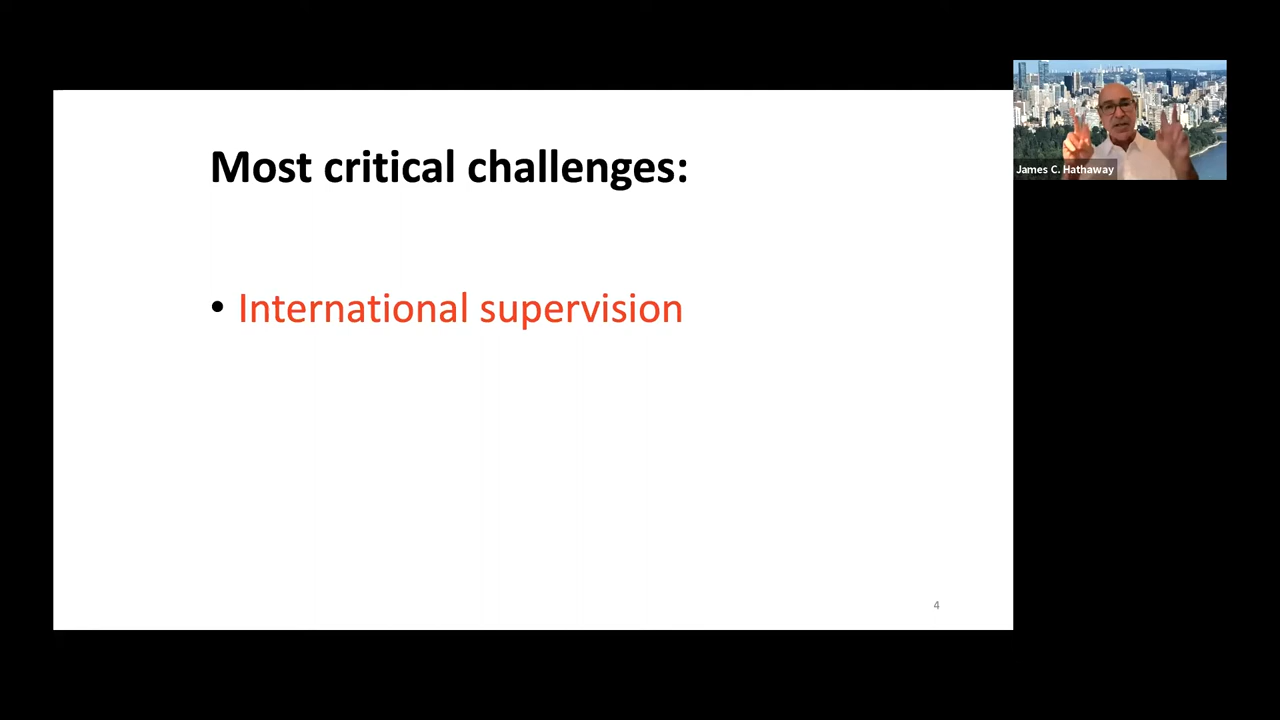 Most critical challenges:
James C. Hathaway
• International supervision
4